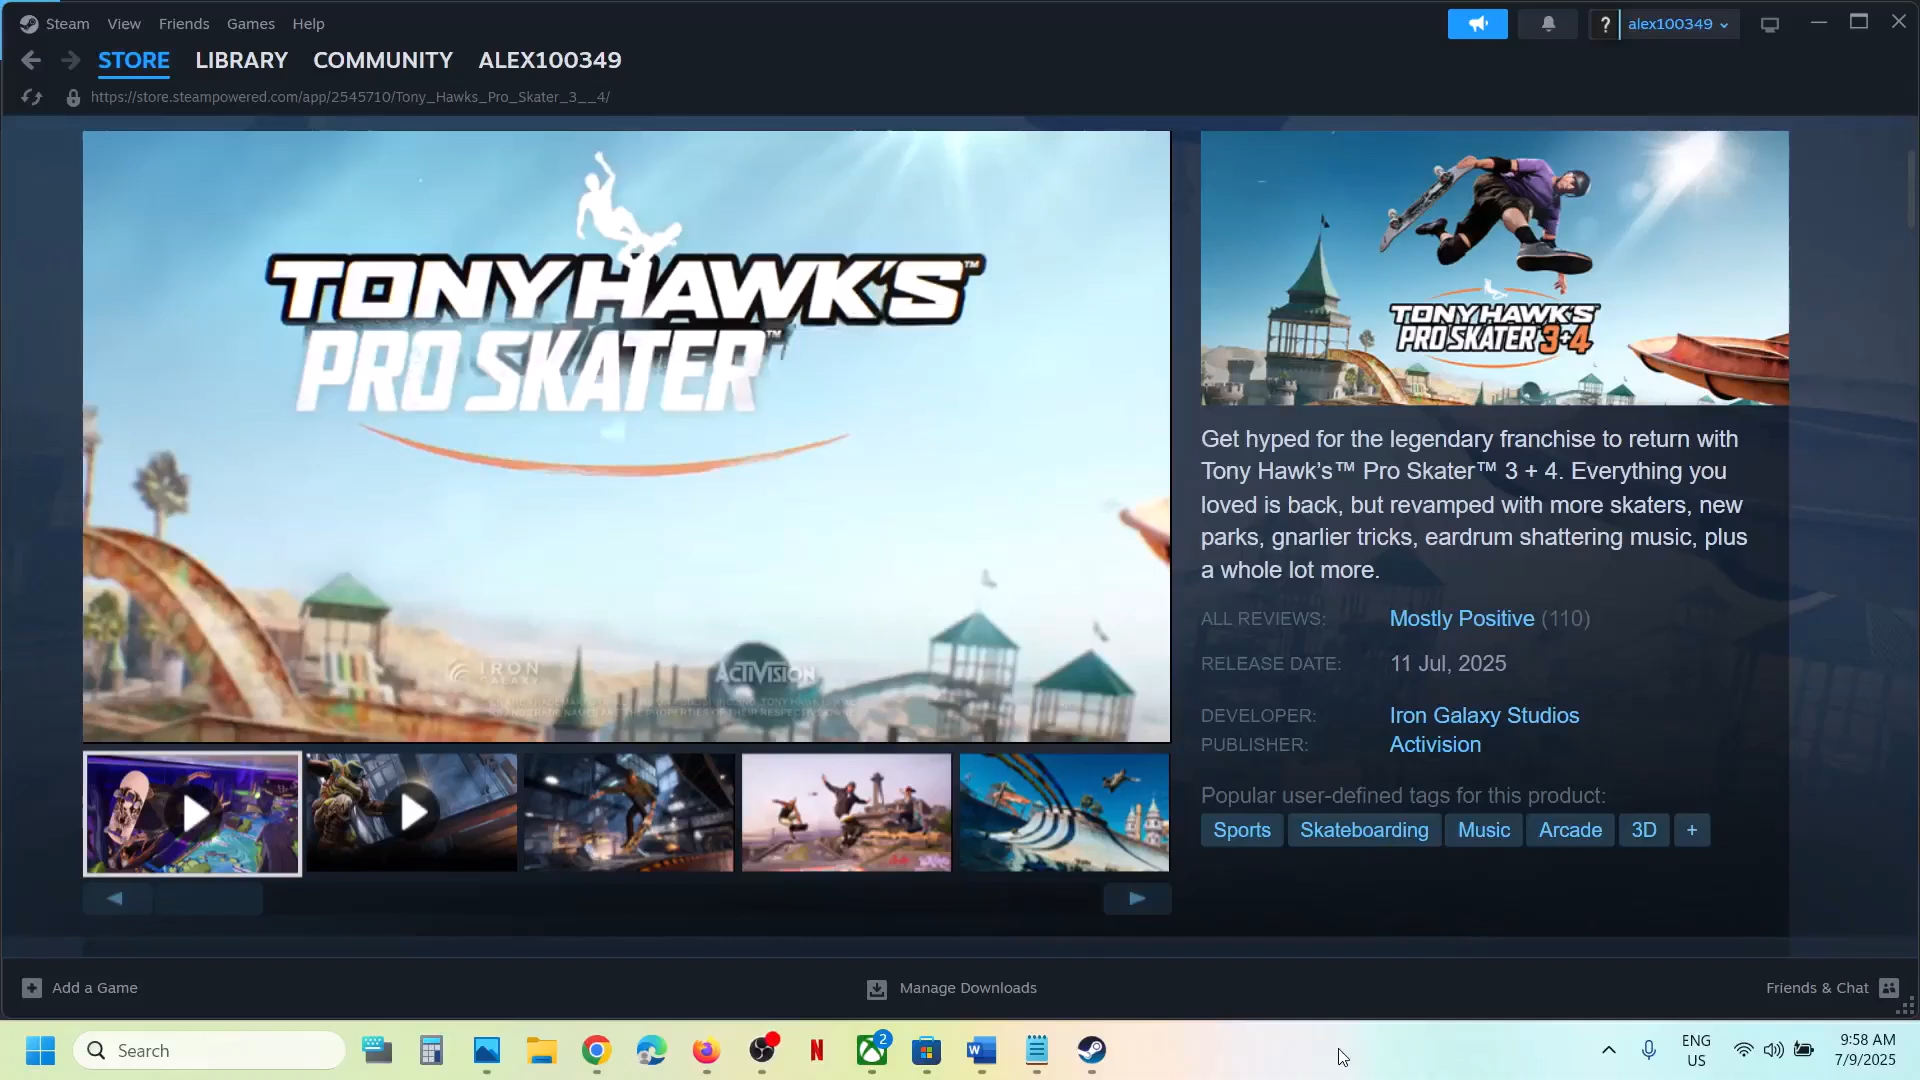 Steam View Friends Games Help
? alex100349
STORE LIBRARY COMMUNITY ALEX100349
https://store.steampowered.com/app/2545710/Tony_Hawks_Pro_Skater_3__4/
TONY HAWK'S™
PRO SKATER™
IRON
GALAXY
ACTIVISION
TONY HAWK'S
PRO SKATER 3+4
Get hyped for the legendary franchise to return with
Tony Hawk's™ Pro Skater™ 3 + 4. Everything you
loved is back, but revamped with more skaters, new
parks, gnarlier tricks, eardrum shattering music, plus
a whole lot more.
ALL REVIEWS: Mostly Positive (110)
RELEASE DATE: 11 Jul, 2025
DEVELOPER: Iron Galaxy Studios
PUBLISHER: Activision
Popular user-defined tags for this product:
Sports Skateboarding Music Arcade 3D +
Add a Game
Manage Downloads
Friends & Chat
Search
2
ENG
US
9:58 AM
7/9/2025